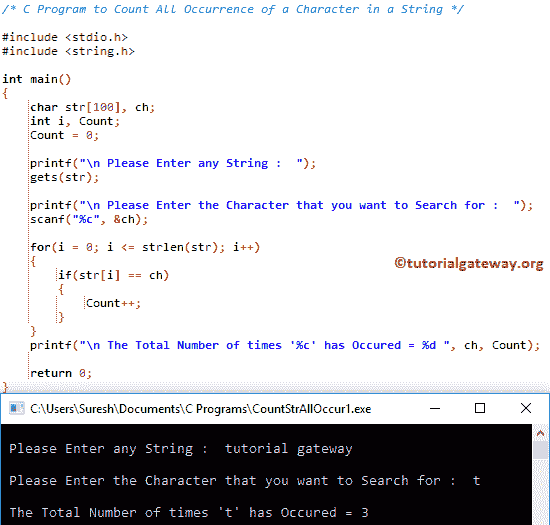 /* C Program to Count All Occurrence of a Character in a String */
#include <stdio.h>
#include <string.h>
int main()
{
char str[100], ch;
int i, Count;
Count = 0;
printf("\n Please Enter any String :  ");
gets(str);
printf("\n Please Enter the Character that you want to Search for :  ");
scanf("%c", &ch);
for(i = 0; i <= strlen(str); i++)
{
©tutorialgateway.org
if(str[i] == ch)
{
Count++;
}
}
printf("\n The Total Number of times '%c' has Occured = %d ", ch, Count);
return 0;
}
C:\Users\Suresh\Documents\C Programs\CountStrAllOccur1.exe
Please Enter any String :  tutorial gateway
Please Enter the Character that you want to Search for :  t
The Total Number of times 't' has Occured = 3